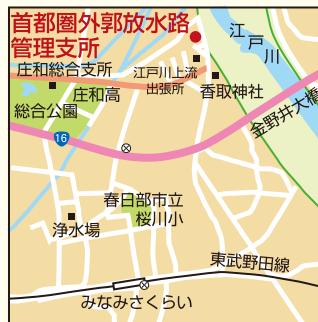 首都圏外郭放水路
管理支所
江戸川
庄和総合支所
江戸川上流
出張所
庄和高
香取神社
総合公園
金野井大橋
16
春日部市立
桜川小
浄水場
東武野田線
みなみさくらい